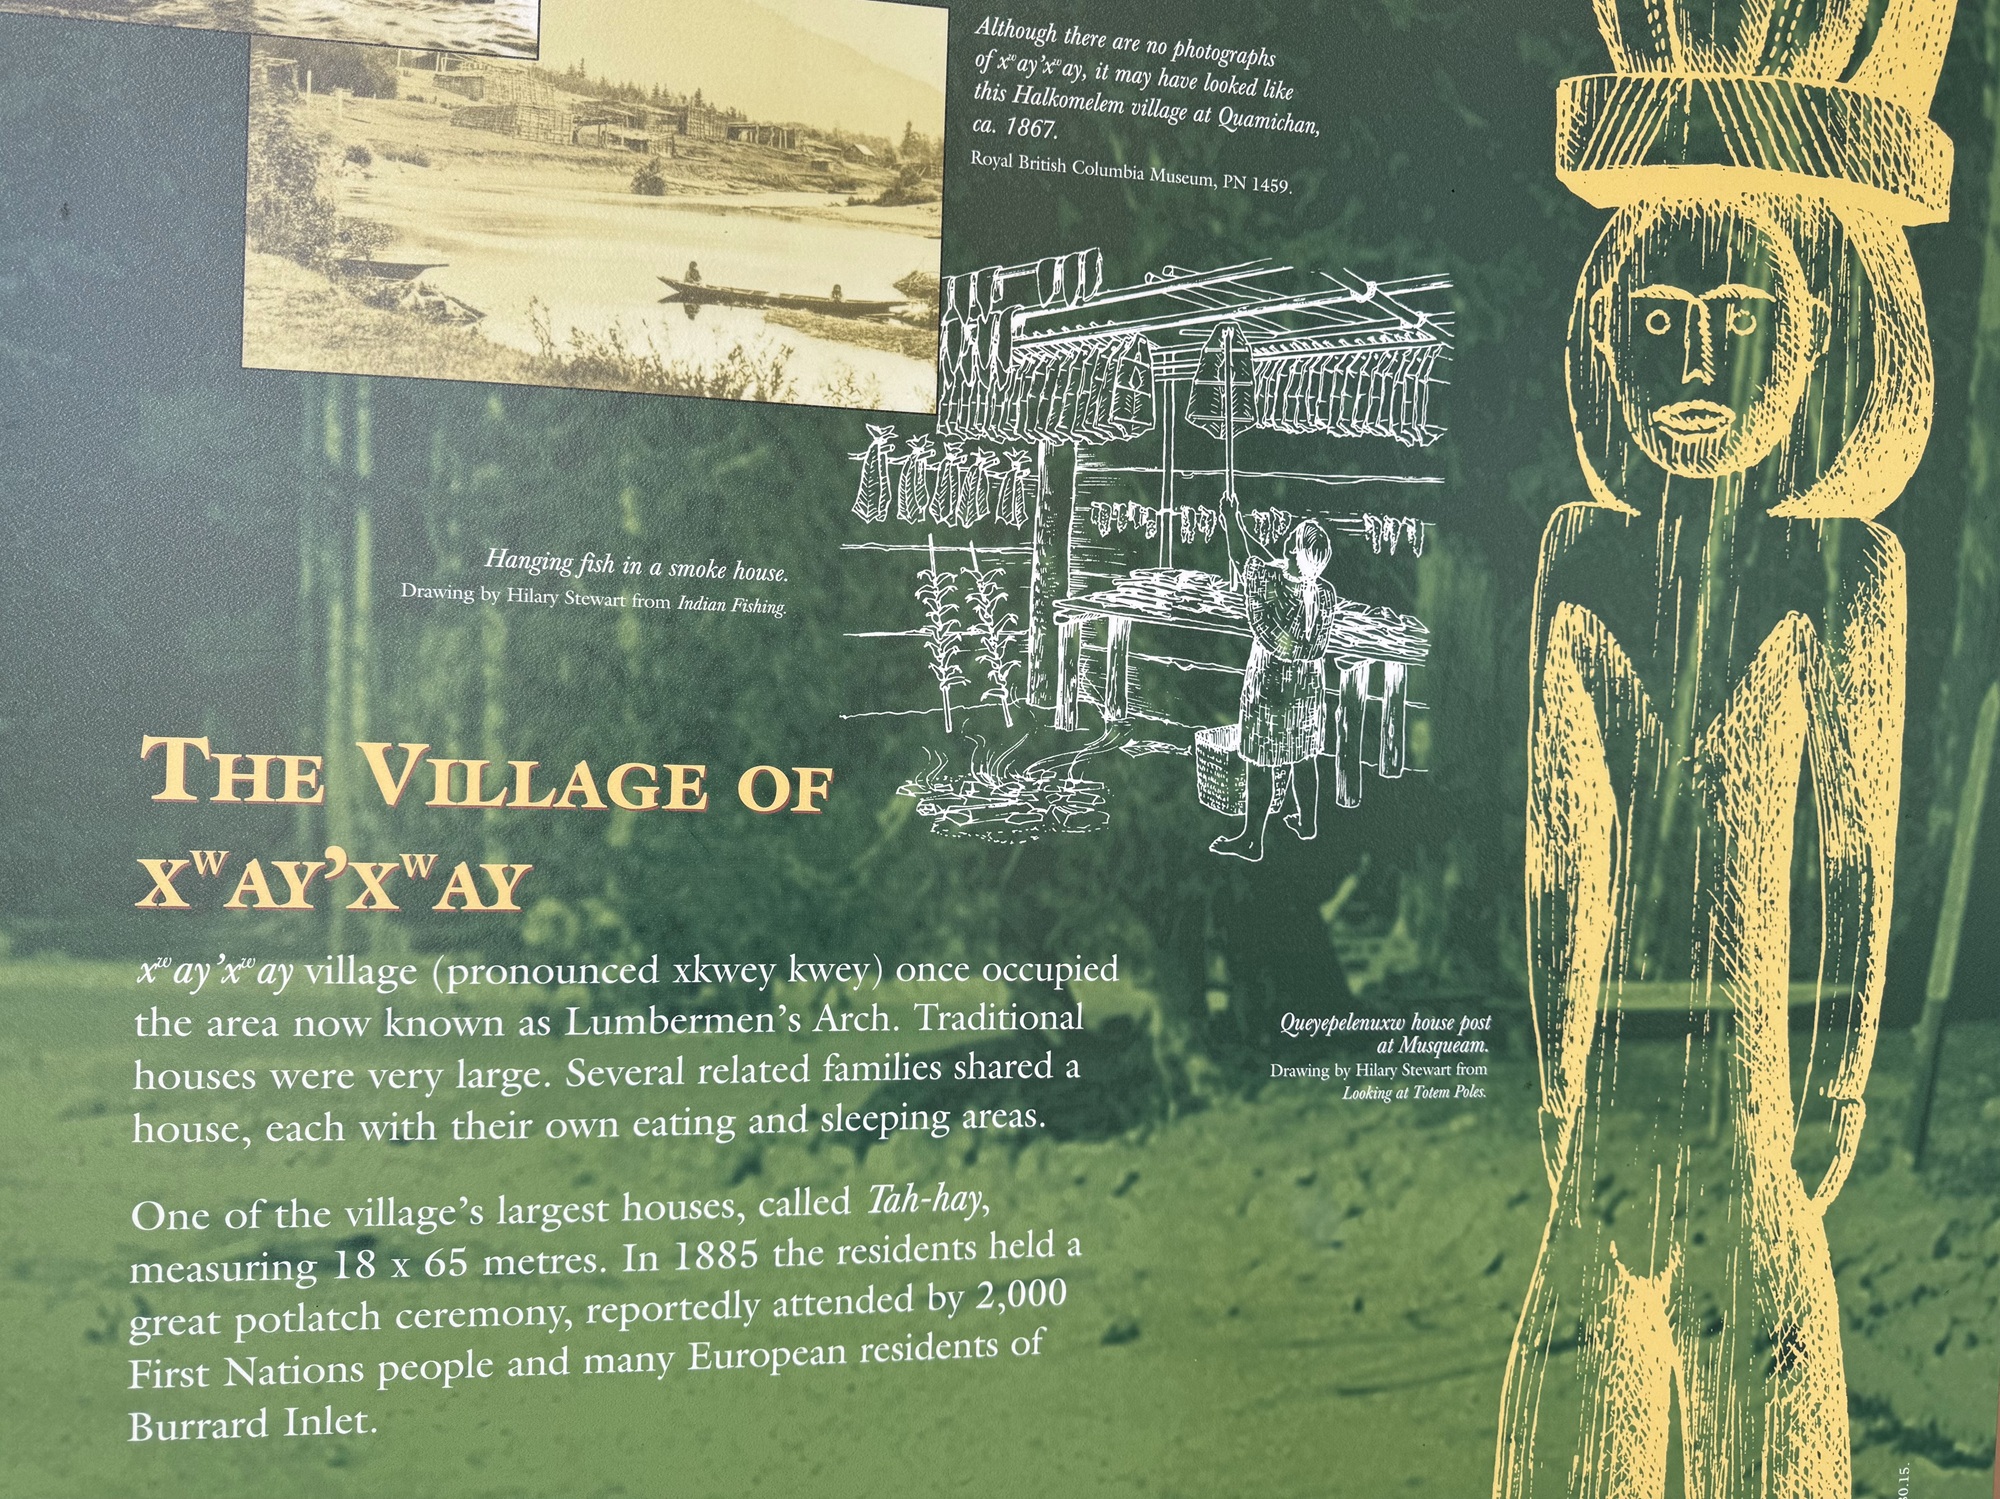 Although there are no photographs
of xʷay’xʷay, it may have looked like
this Halkomelem village at Quamichan,
ca. 1867.
Royal British Columbia Museum, PN 1459.
Hanging fish in a smoke house.
Drawing by Hilary Stewart from Indian Fishing.
The Village of
xʷay’xʷay
xʷay’xʷay village (pronounced xkwey kwey) once occupied
the area now known as Lumbermen’s Arch. Traditional
houses were very large. Several related families shared a
house, each with their own eating and sleeping areas.
One of the village’s largest houses, called Tah-hay,
measuring 18 x 65 metres. In 1885 the residents held a
great potlatch ceremony, reportedly attended by 2,000
First Nations people and many European residents of
Burrard Inlet.
Queyepelenuxw house post
at Musqueam.
Drawing by Hilary Stewart from
Looking at Totem Poles.